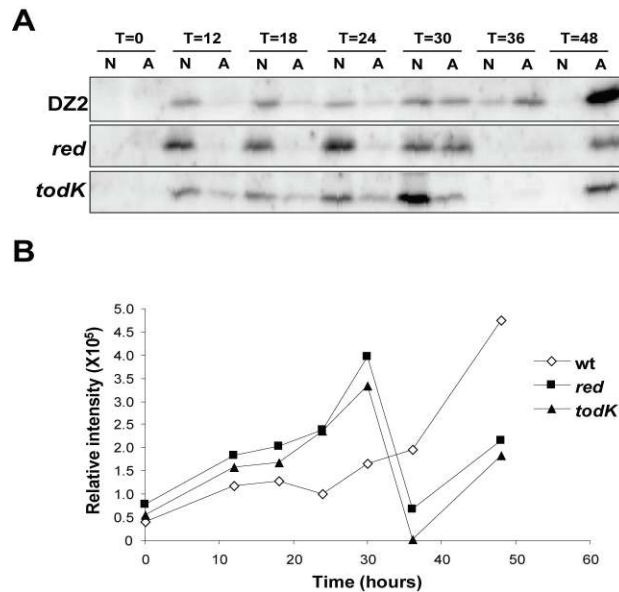 A
T=0 T=12 T=18 T=24 T=30 T=36 T=48
N A N A N A N A N A N A N A
DZ2
red
todK
B
Relative intensity (X10⁵)
5.0
4.5
4.0
3.5
3.0
2.5
2.0
1.5
1.0
0.5
0
0 10 20 30 40 50 60
Time (hours)
wt
red
todK